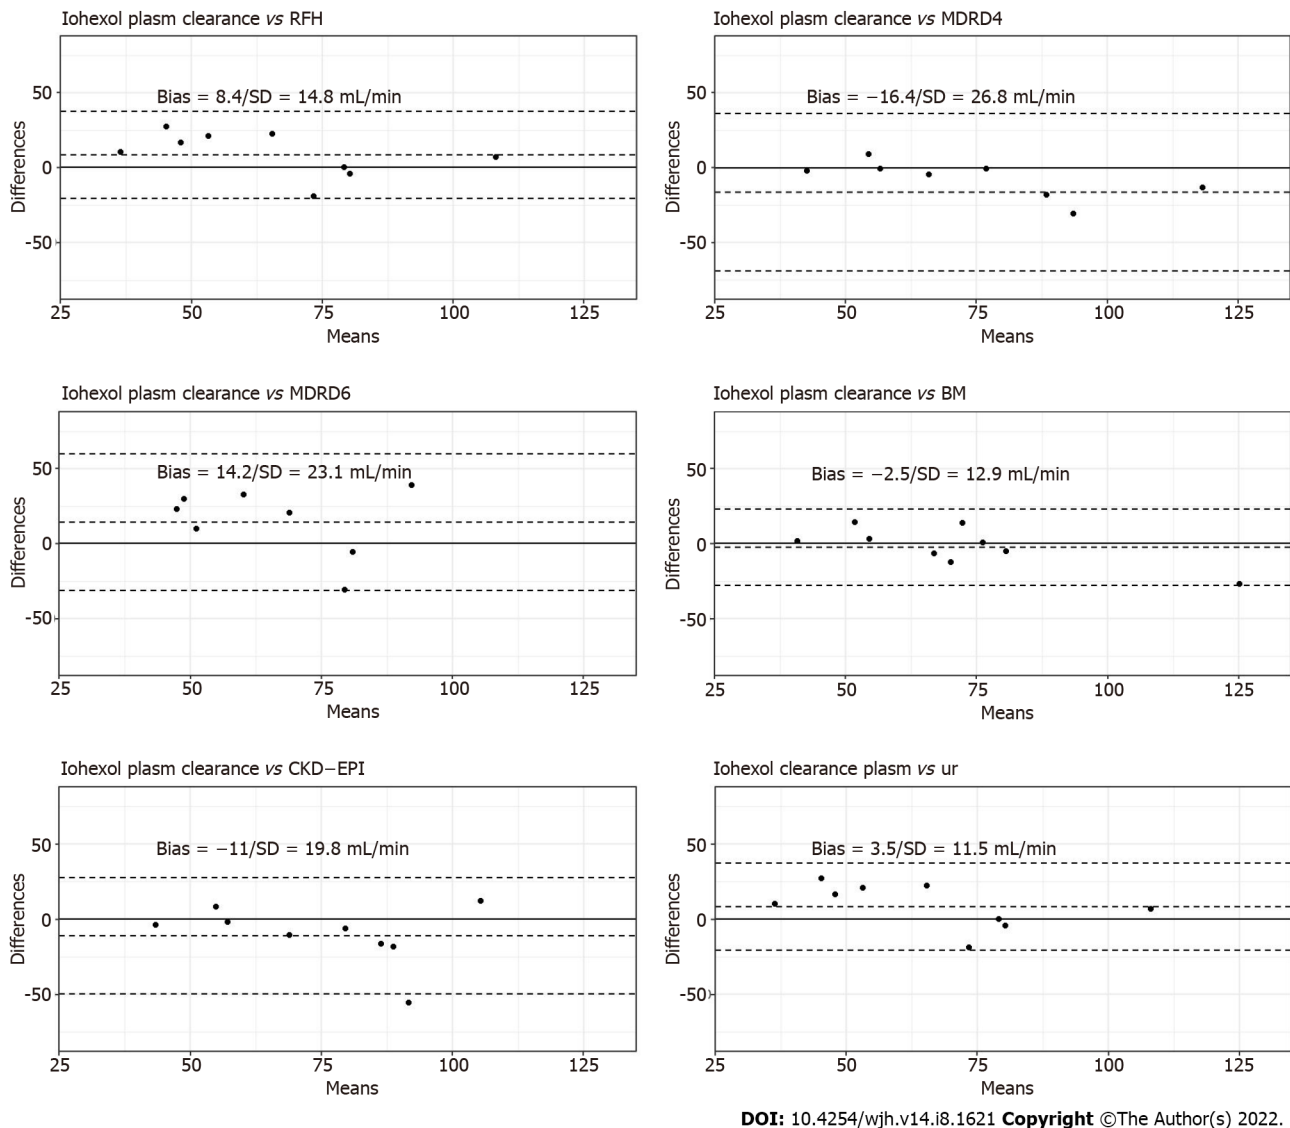 Iohexol plasm clearance vs RFH
Bias = 8.4/SD = 14.8 mL/min
Differences
50
0
-50
25 50 75 100 125
Means
Iohexol plasm clearance vs MDRD4
Bias = −16.4/SD = 26.8 mL/min
Differences
50
0
-50
25 50 75 100 125
Means
Iohexol plasm clearance vs MDRD6
Bias = 14.2/SD = 23.1 mL/min
Differences
50
0
-50
25 50 75 100 125
Means
Iohexol plasm clearance vs BM
Bias = −2.5/SD = 12.9 mL/min
Differences
50
0
-50
25 50 75 100 125
Means
Iohexol plasm clearance vs CKD−EPI
Bias = −11/SD = 19.8 mL/min
Differences
50
0
-50
25 50 75 100 125
Means
Iohexol clearance plasm vs ur
Bias = 3.5/SD = 11.5 mL/min
Differences
50
0
-50
25 50 75 100 125
Means
DOI: 10.4254/wjh.v14.i8.1621 Copyright ©The Author(s) 2022.